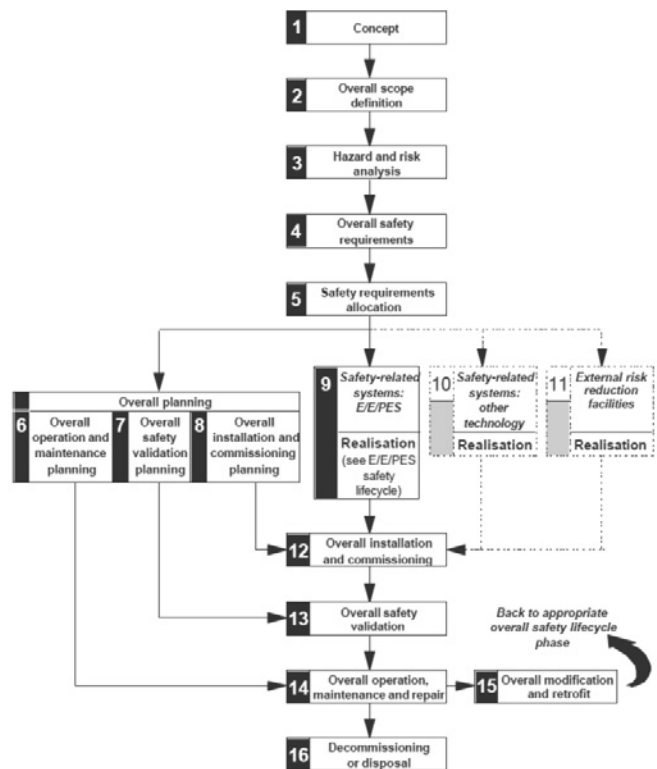 1
Concept
2
Overall scope
definition
3
Hazard and risk
analysis
4
Overall safety
requirements
5
Safety requirements
allocation
Overall planning
6
Overall
operation and
maintenance
planning
7
Overall
safety
validation
planning
8
Overall
installation and
commissioning
planning
9
Safety-related
systems:
E/E/PES
Realisation
(see E/E/PES
safety
lifecycle)
10
Safety-related
systems:
other
technology
Realisation
11
External risk
reduction
facilities
Realisation
12
Overall installation
and commissioning
13
Overall safety
validation
Back to appropriate
overall safety lifecycle
phase
14
Overall operation,
maintenance and repair
15
Overall modification
and retrofit
16
Decommissioning
or disposal